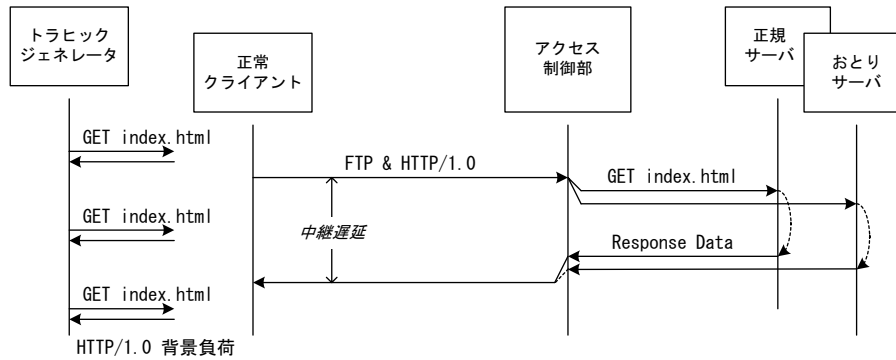 トラヒック
ジェネレータ
正常
クライアント
アクセス
制御部
正規
サーバ
おとり
サーバ
GET index.html
FTP & HTTP/1.0
GET index.html
GET index.html
中継遅延
Response Data
GET index.html
HTTP/1.0 背景負荷